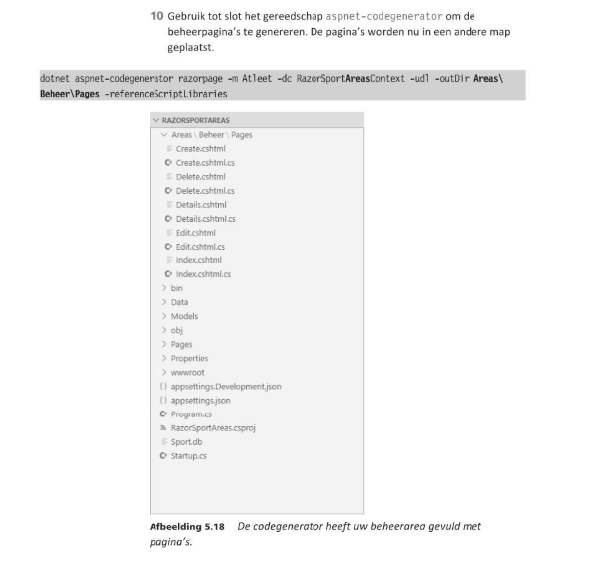 10 Gebruik tot slot het gereedschap aspnet-codegenerator om de
beheerpagina's te genereren. De pagina's worden nu in een andere map
geplaatst.
dotnet aspnet-codegenerator razorpage -m Atleet -dc RazorSportAreasContext -udl -outDir Areas\
Beheer\Pages -referenceScriptLibraries
RAZORSPORTAREAS
Areas \ Beheer \ Pages
Create.cshtml
Create.cshtml.cs
Delete.cshtml
Delete.cshtml.cs
Details.cshtml
Details.cshtml.cs
Edit.cshtml
Edit.cshtml.cs
Index.cshtml
Index.cshtml.cs
bin
Data
Models
obj
Pages
Properties
wwwroot
appsettings.Development.json
appsettings.json
Program.cs
RazorSportAreas.csproj
Sport.db
Startup.cs
Afbeelding 5.18 De codegenerator heeft uw beheerarea gevuld met
pagina's.